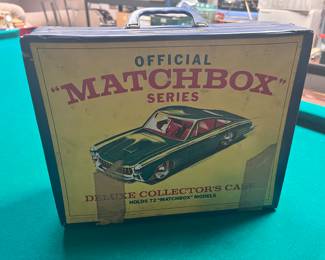 OFFICIAL
"MATCHBOX"
SERIES
DELUXE COLLECTOR'S CASE
HOLDS 72 "MATCHBOX" MODELS